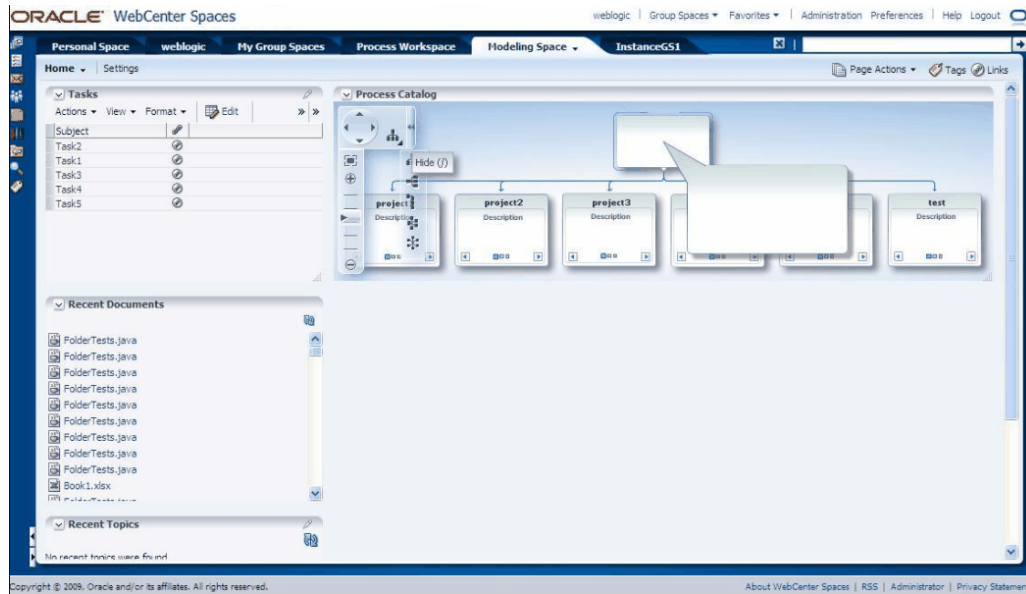 ORACLE WebCenter Spaces
weblogic Group Spaces Favorites Administration Preferences Help Logout
Personal Space weblogic My Group Spaces Process Workspace Modeling Space InstanceGS1
Home Settings Page Actions Tags Links
Tasks
Actions View Format Edit » »
Subject
Task2
Task1
Task3
Task4
Task5
Process Catalog
Hide (/)
project2 project3 test
Description Description Description
Recent Documents
FolderTests.java
FolderTests.java
FolderTests.java
FolderTests.java
FolderTests.java
FolderTests.java
FolderTests.java
FolderTests.java
FolderTests.java
Book1.xlsx
Recent Topics
No recent topics were found
Copyright © 2009. Oracle and/or its affiliates. All rights reserved.
About WebCenter Spaces | RSS | Administrator | Privacy Statemen